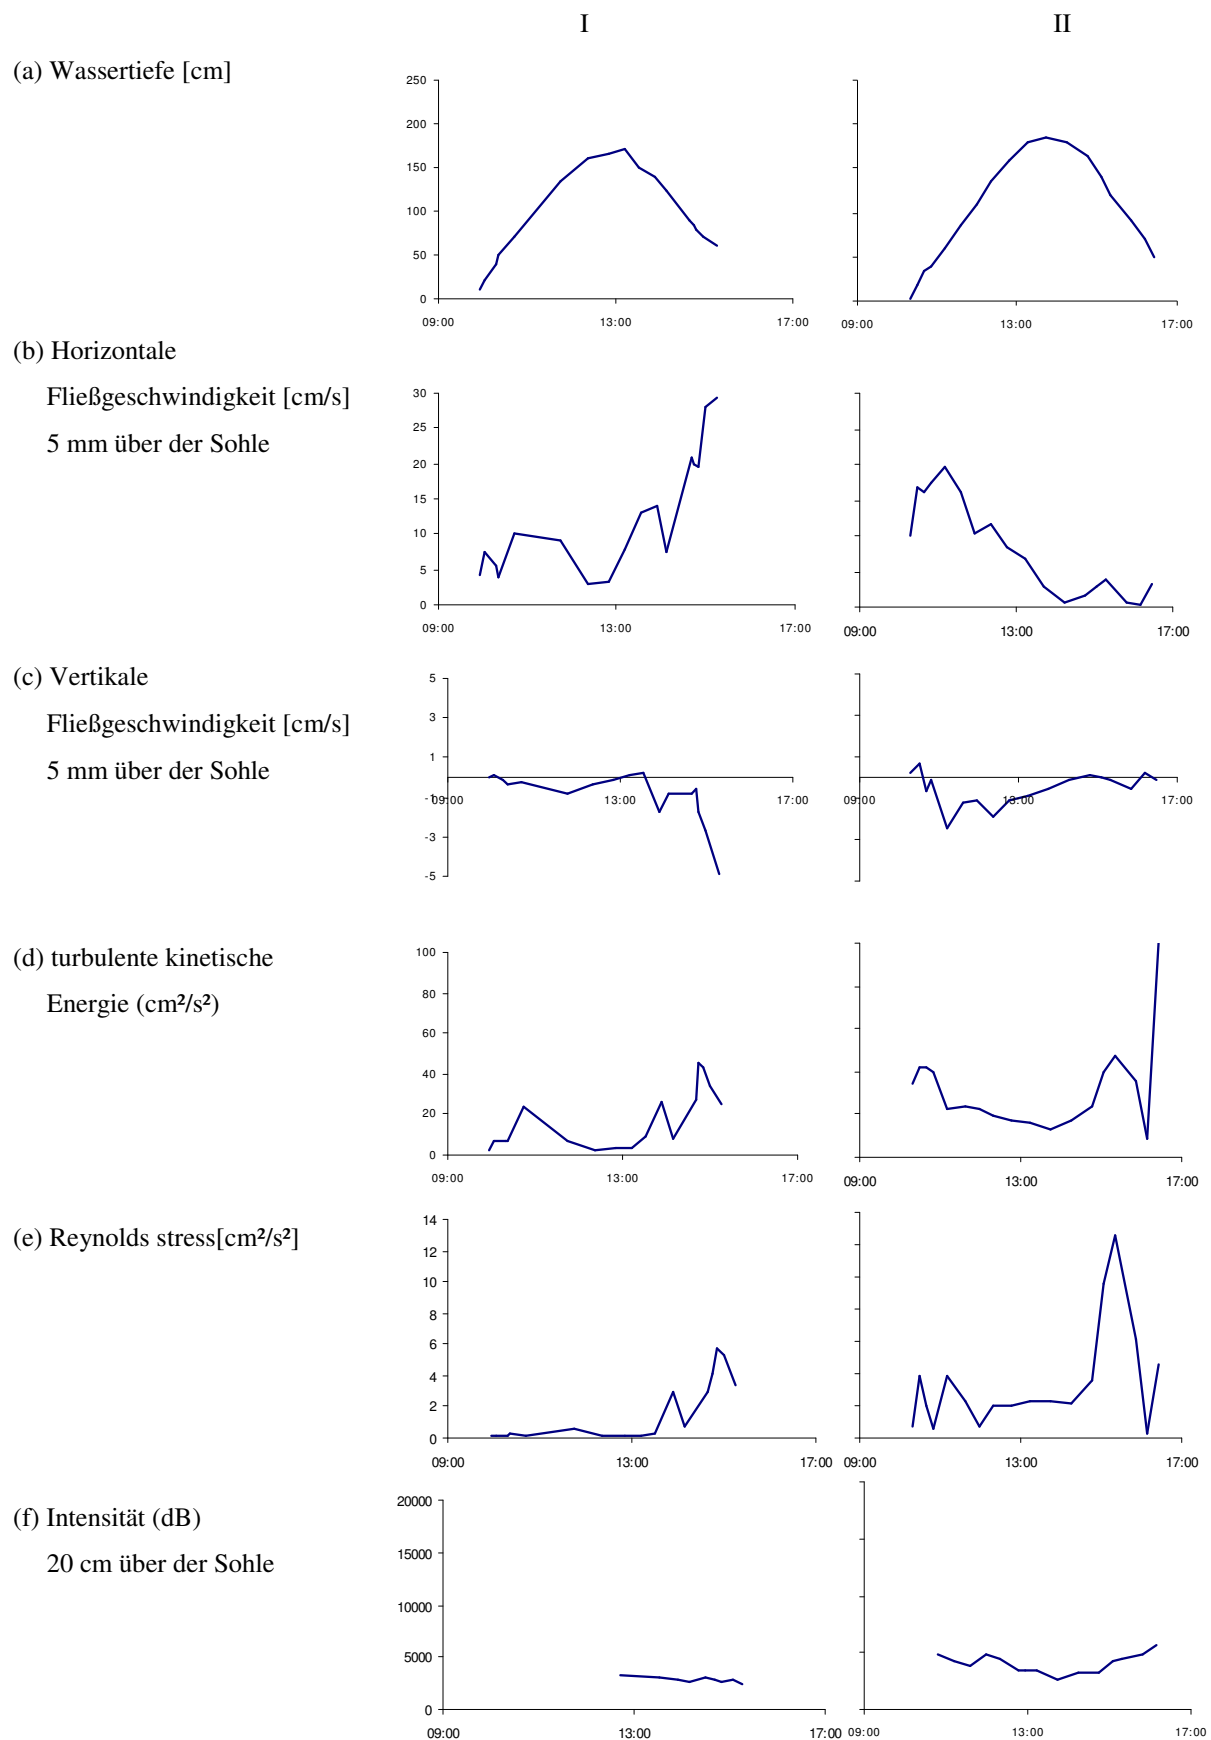 I II
(a) Wassertiefe [cm]
250
200
150
100
50
0
09:00 13:00 17:00
09:00 13:00 17:00
(b) Horizontale
Fließgeschwindigkeit [cm/s]
5 mm über der Sohle
30
25
20
15
10
5
0
09:00 13:00 17:00
09:00 13:00 17:00
(c) Vertikale
Fließgeschwindigkeit [cm/s]
5 mm über der Sohle
5
3
1
-1
-3
-5
09:00 13:00 17:00
09:00 13:00 17:00
(d) turbulente kinetische
Energie (cm²/s²)
100
80
60
40
20
0
09:00 13:00 17:00
09:00 13:00 17:00
(e) Reynolds stress[cm²/s²]
14
12
10
8
6
4
2
0
09:00 13:00 17:00
09:00 13:00 17:00
(f) Intensität (dB)
20 cm über der Sohle
20000
15000
10000
5000
0
09:00 13:00 17:00
09:00 13:00 17:00